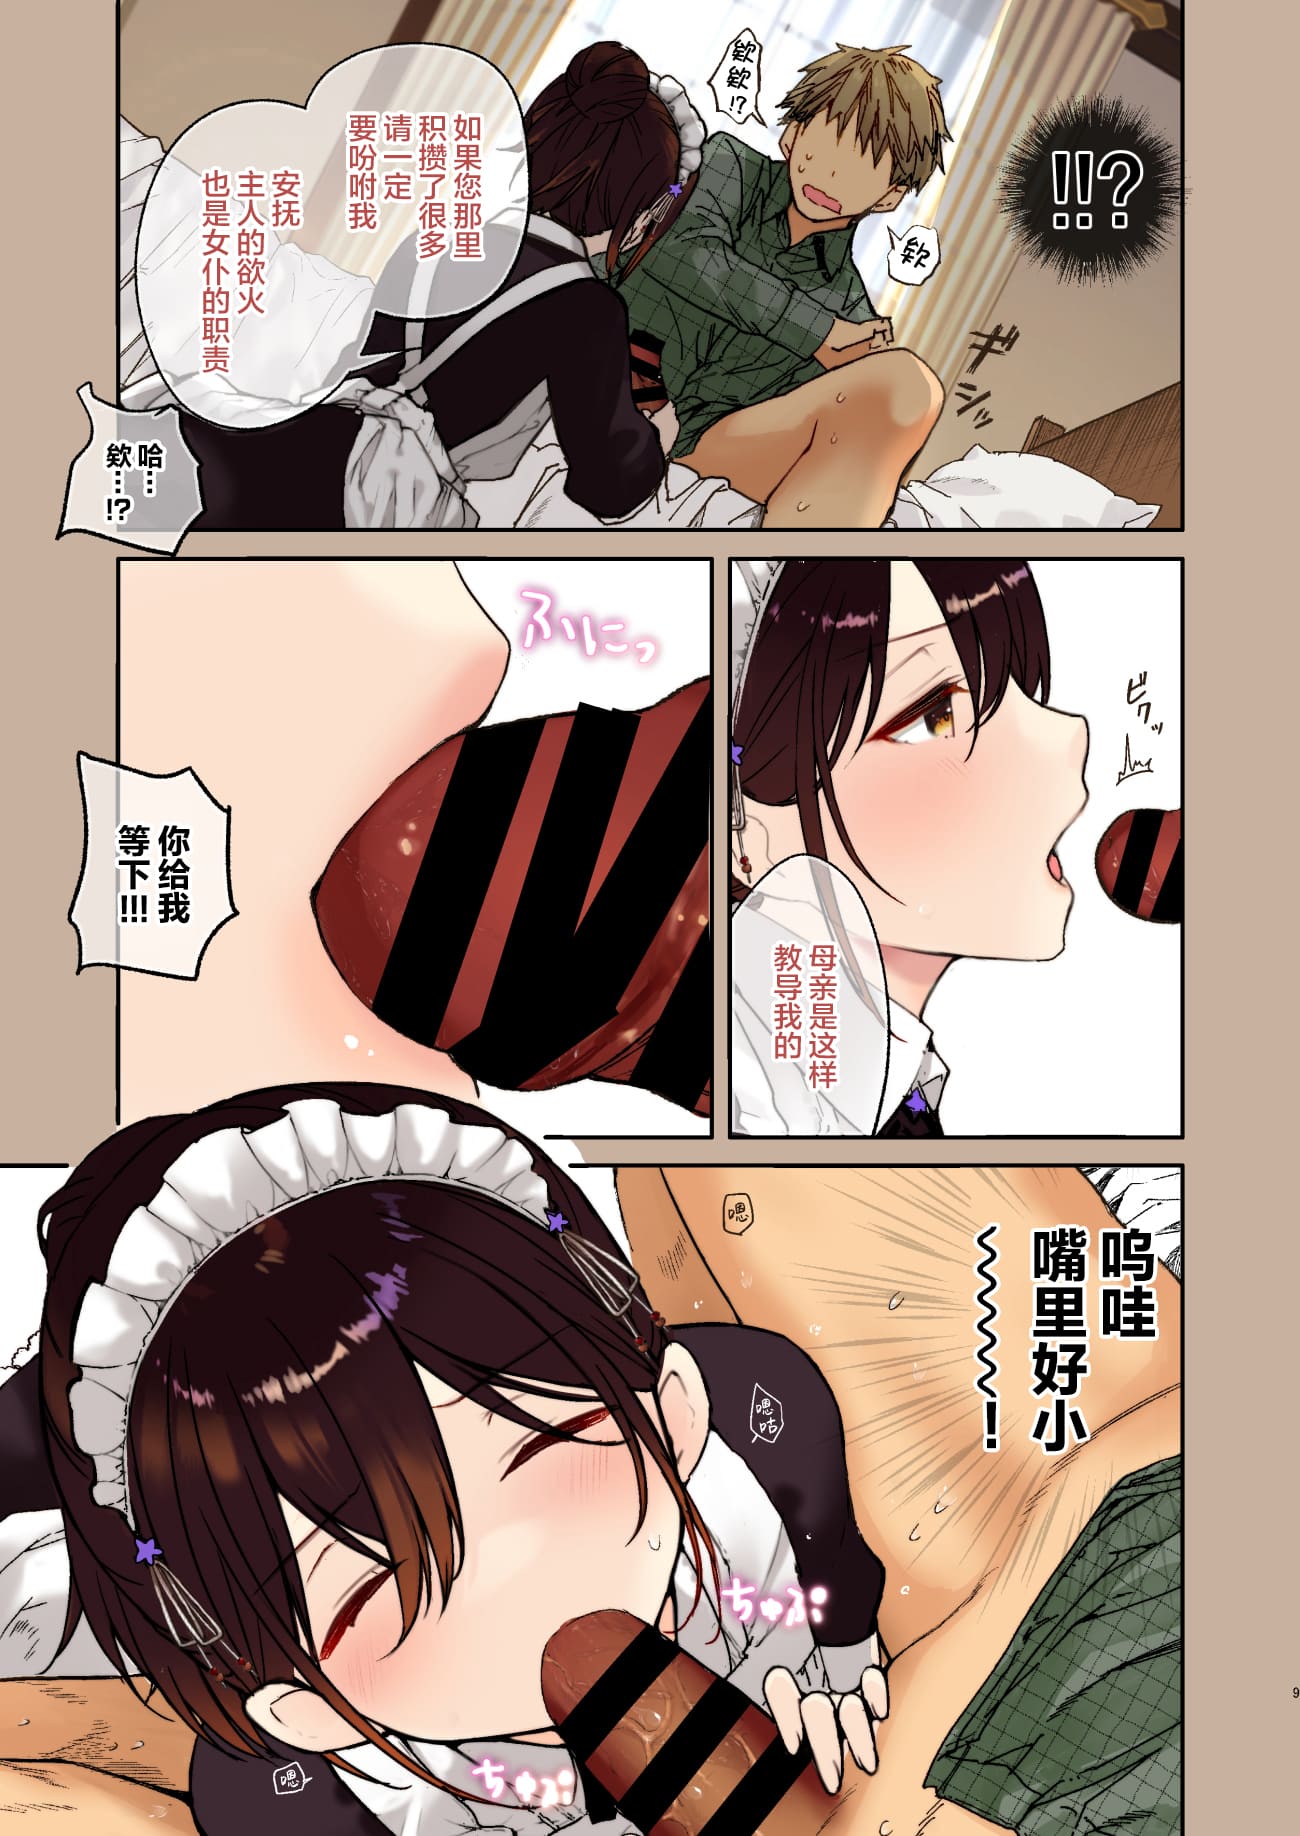 !!?
欸欸!?
欸
如果您那里
积攒了很多
请一定
要吩咐我
安抚
主人的欲火
也是女仆的职责
ギシッ
哈…
欸…!?
ビクッ
母亲是这样
教导我的
ふにっ
你给我
等下!!!
呜哇
嘴里好小
～～～～！
嗯
嗯咕
ちゅぷ
ちゅぷ
嗯
9